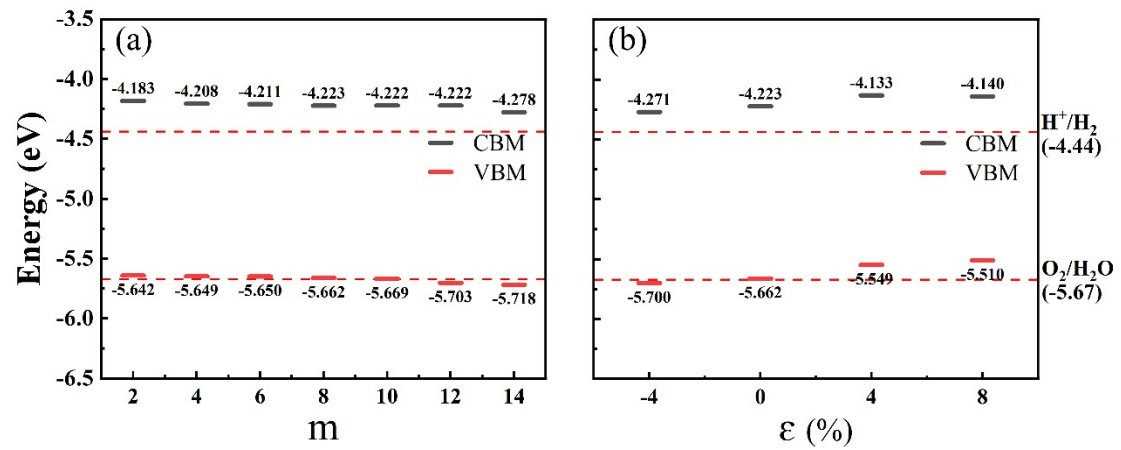 (a)
Energy (eV)
-3.5
-4.0
-4.5
-5.0
-5.5
-6.0
-6.5
-4.183 -4.208 -4.211 -4.223 -4.222 -4.222 -4.278
CBM
VBM
-5.642 -5.649 -5.650 -5.662 -5.669 -5.703 -5.718
2 4 6 8 10 12 14
m
(b)
-4.271 -4.223 -4.133 -4.140
CBM
VBM
-5.700 -5.662 -5.549 -5.510
-4 0 4 8
ε (%)
H⁺/H₂
(-4.44)
O₂/H₂O
(-5.67)